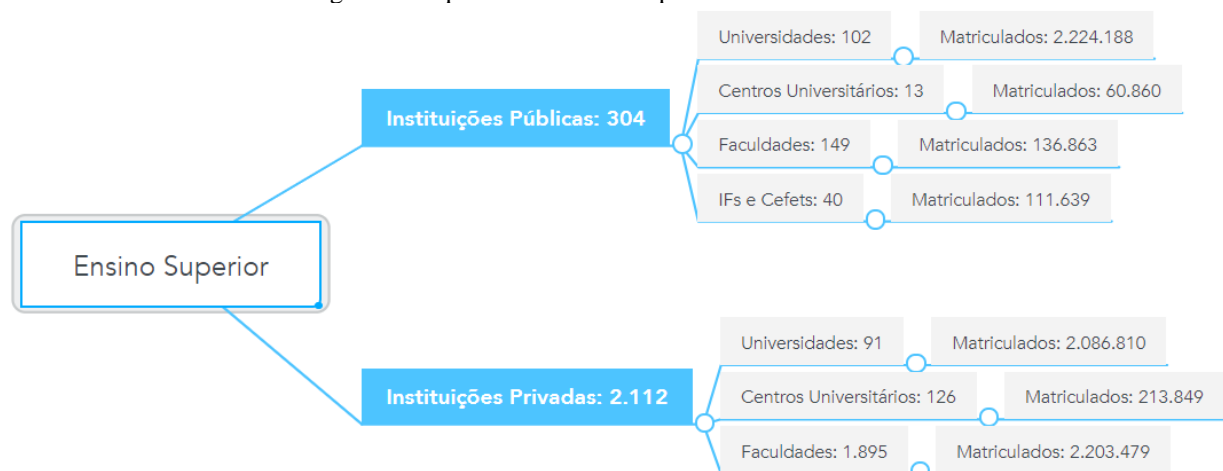 Ensino Superior
Instituições Públicas: 304
Universidades: 102 Matriculados: 2.224.188
Centros Universitários: 13 Matriculados: 60.860
Faculdades: 149 Matriculados: 136.863
IFs e Cefets: 40 Matriculados: 111.639
Instituições Privadas: 2.112
Universidades: 91 Matriculados: 2.086.810
Centros Universitários: 126 Matriculados: 213.849
Faculdades: 1.895 Matriculados: 2.203.479